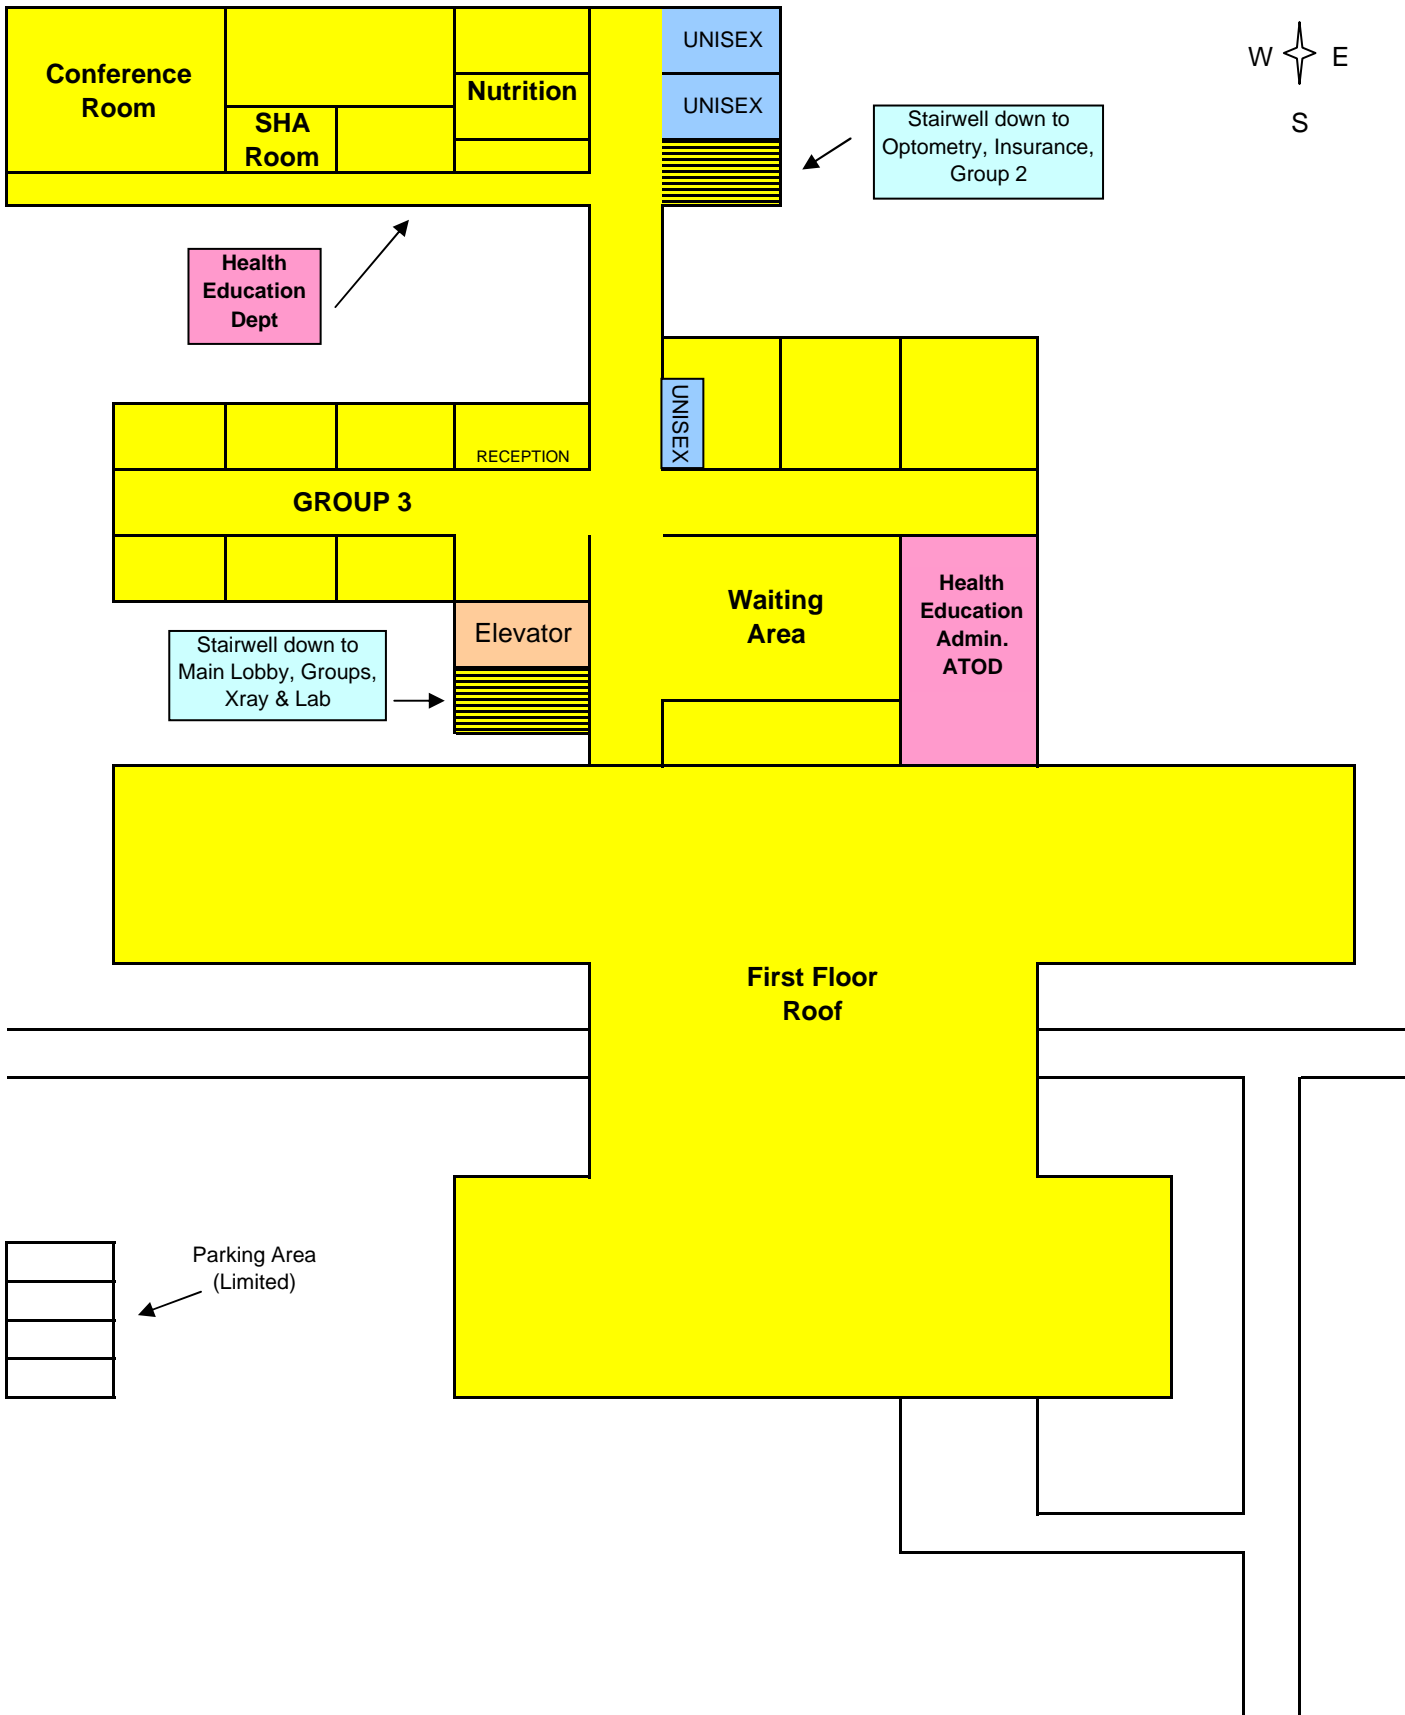 UNISEX
W E
Conference
Room
Nutrition
UNISEX
S
SHA
Room
Stairwell down to
Optometry, Insurance,
Group 2
Health
Education
Dept
UNISEX
RECEPTION
GROUP 3
Waiting
Area
Health
Education
Admin.
ATOD
Elevator
Stairwell down to
Main Lobby, Groups,
Xray & Lab
First Floor
Roof
Parking Area
(Limited)